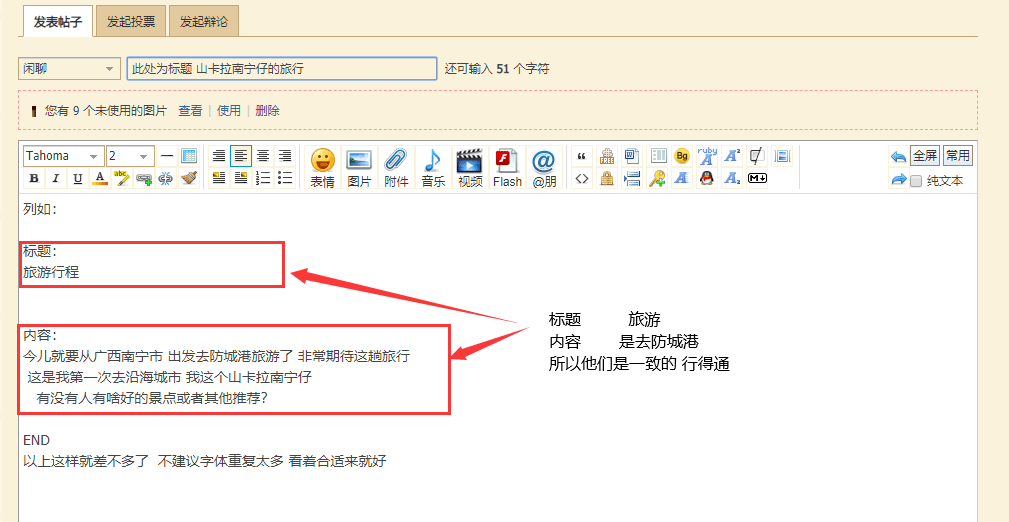 发表帖子 发起投票 发起辩论
闲聊 此处为标题 山卡拉南宁仔的旅行 还可输入 51 个字符
您有 9 个未使用的图片 查看 | 使用 | 删除
Tahoma 2 Bg ruby A A² 全屏 常用
B I U A abc 表情 图片 附件 音乐 视频 Flash @朋 A A₂ M 纯文本
列如：
标题：
旅游行程
标题 旅游
内容 是去防城港
所以他们是一致的 行得通
内容：
今儿就要从广西南宁市 出发去防城港旅游了 非常期待这趟旅行
这是我第一次去沿海城市 我这个山卡拉南宁仔
有没有人有啥好的景点或者其他推荐?
END
以上这样就差不多了 不建议字体重复太多 看着合适来就好